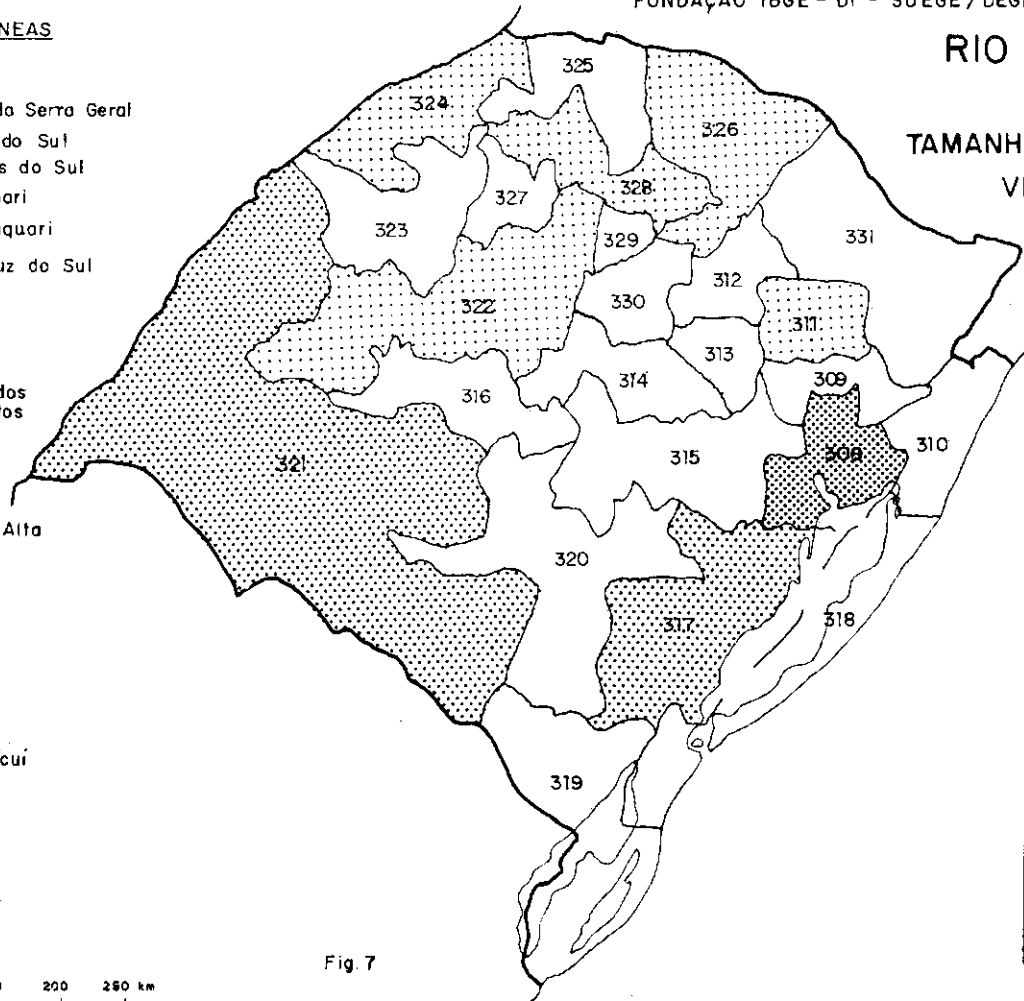 FUNDAÇÃO IBGE - DI - SUEGE/DEGE
NEAS
RIO
da Serra Geral
do Sul
s do Sul
ari
quari
uz do Sul
TAMANH
VI
dos
tos
Alta
cuí
325
324
326
327
328
323
329
331
312
322
330
311
313
309
314
316
308
310
315
321
320
318
317
319
Fig. 7
200 250 km